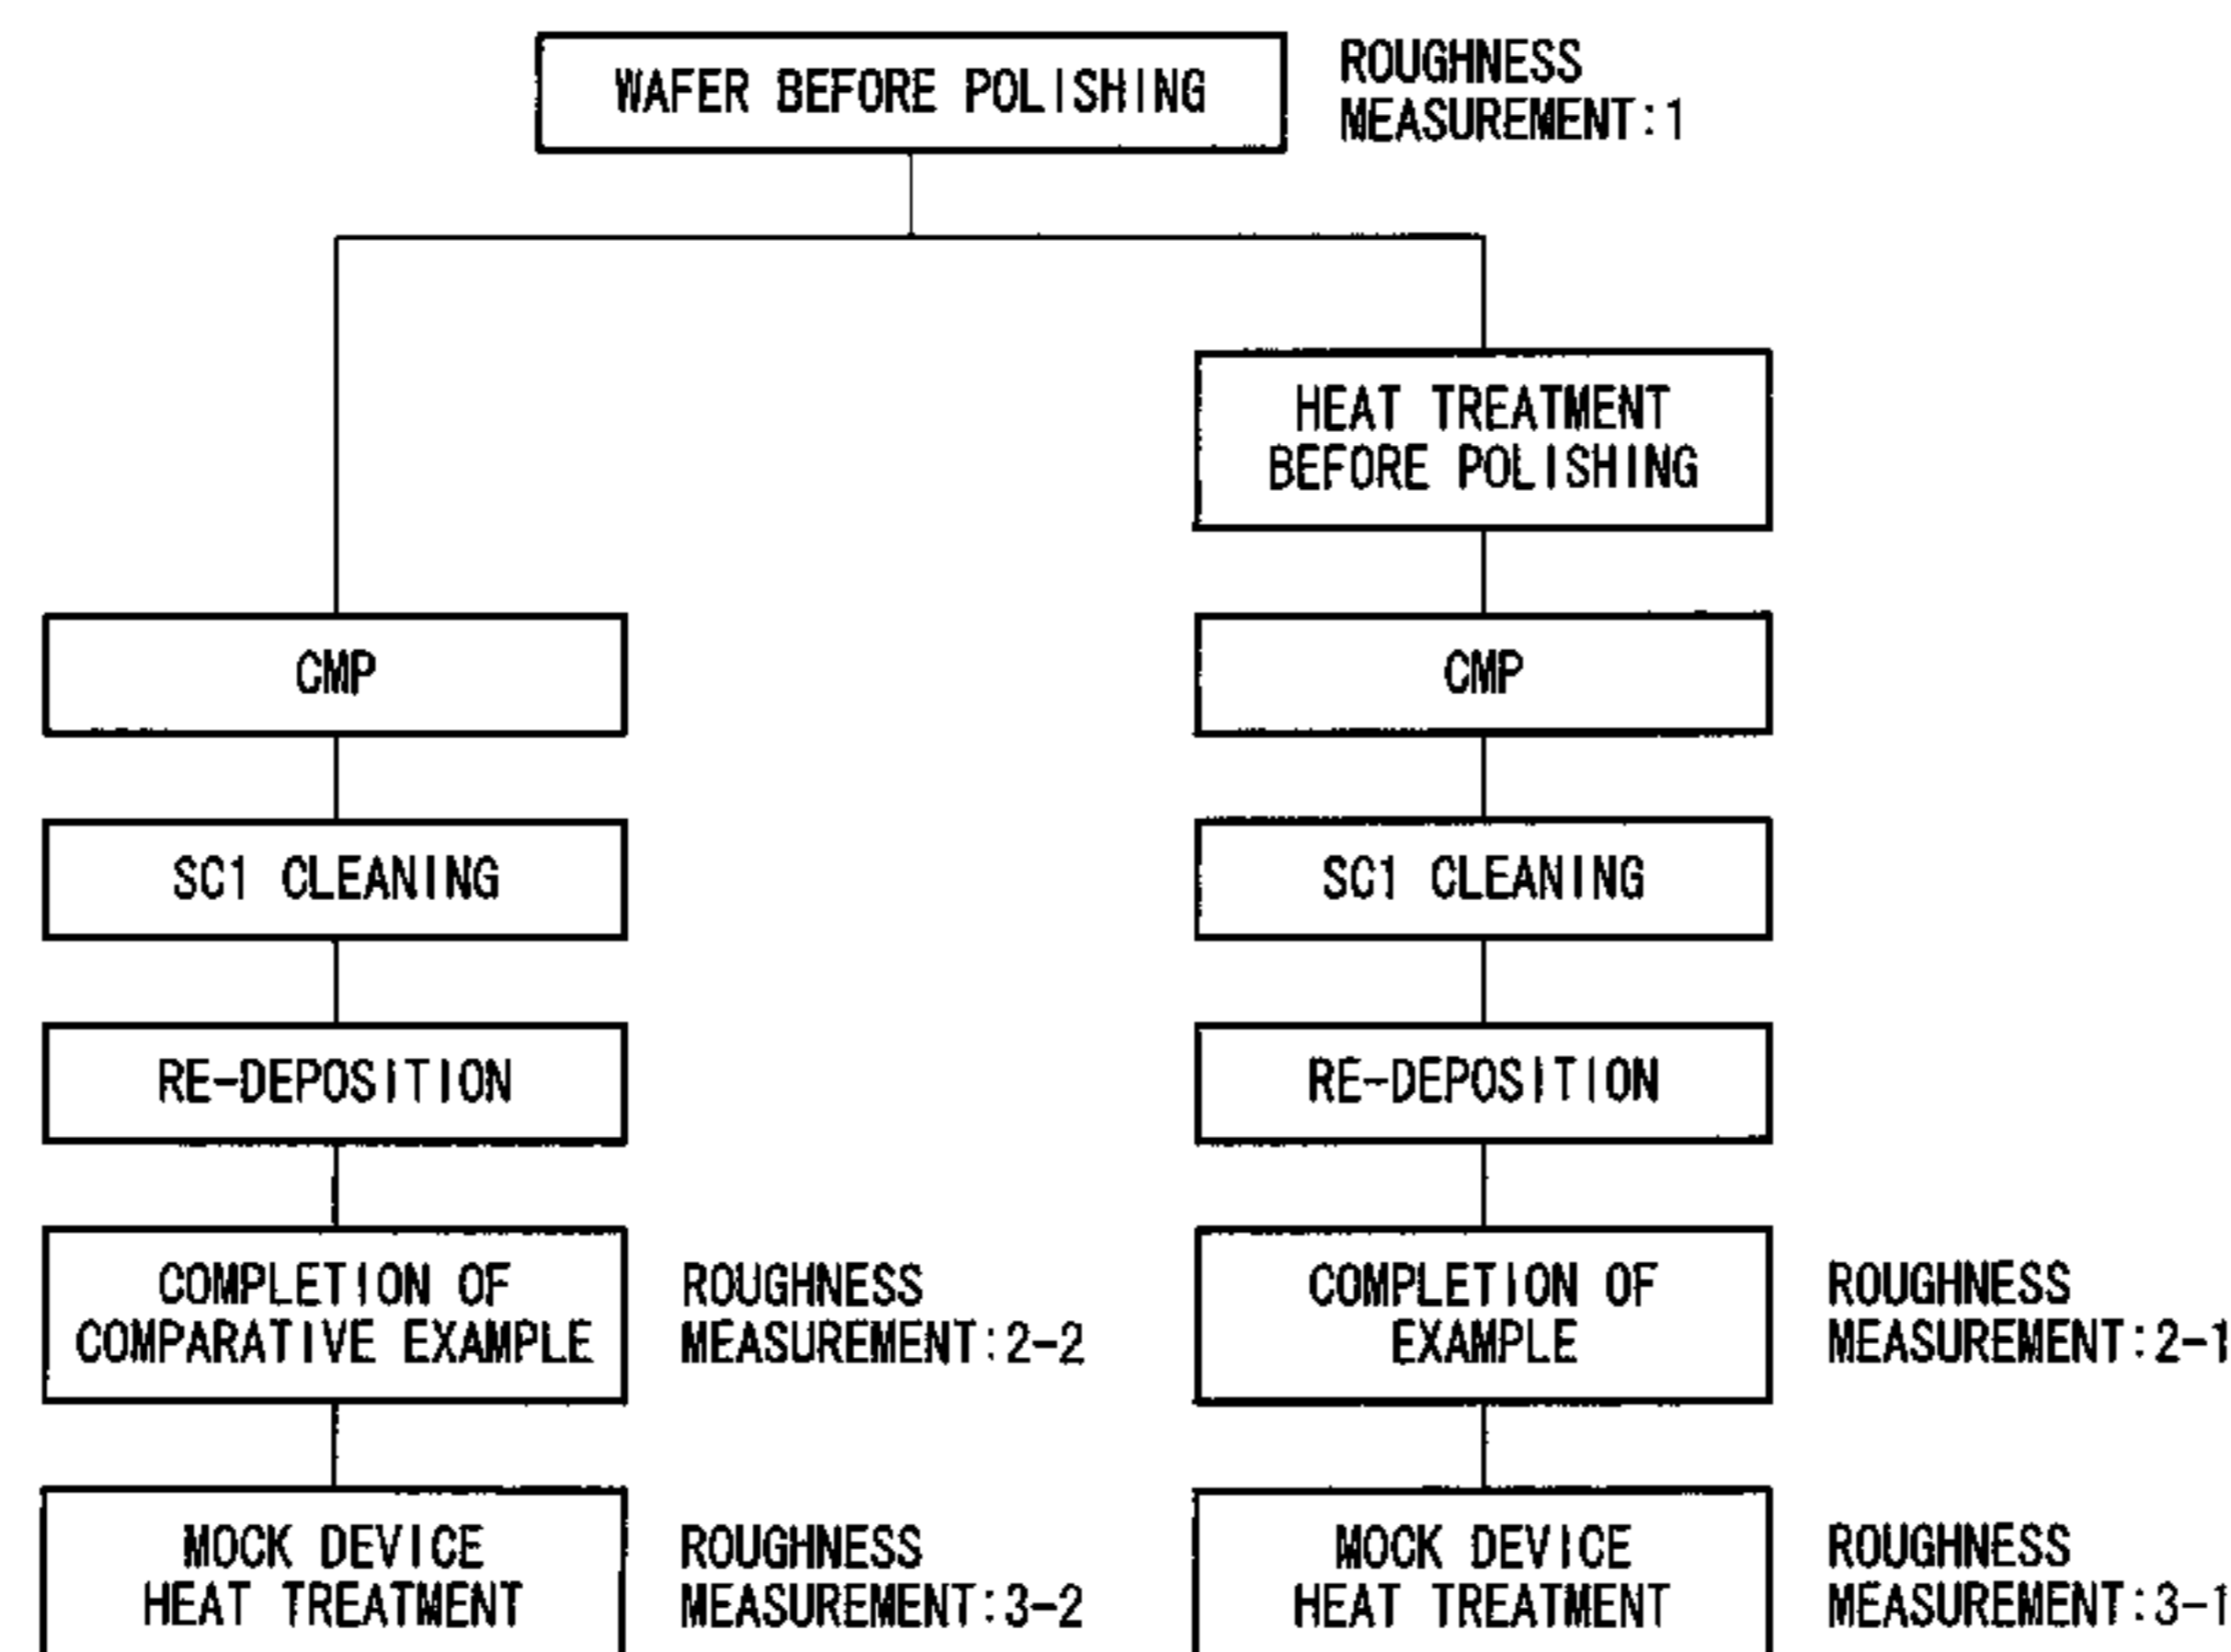 WAFER BEFORE POLISHING
ROUGHNESS
MEASUREMENT:1
HEAT TREATMENT
BEFORE POLISHING
CMP
CMP
SC1 CLEANING
SC1 CLEANING
RE-DEPOSITION
RE-DEPOSITION
COMPLETION OF
COMPARATIVE EXAMPLE
ROUGHNESS
MEASUREMENT:2-2
COMPLETION OF
EXAMPLE
ROUGHNESS
MEASUREMENT:2-1
MOCK DEVICE
HEAT TREATMENT
ROUGHNESS
MEASUREMENT:3-2
MOCK DEVICE
HEAT TREATMENT
ROUGHNESS
MEASUREMENT:3-1